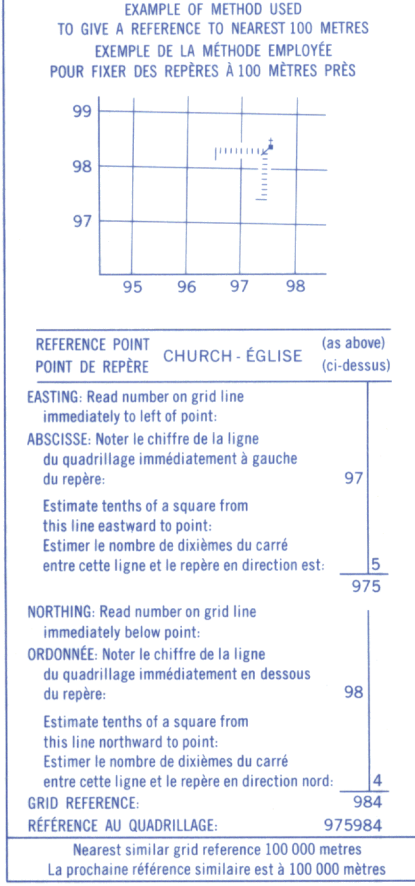 EXAMPLE OF METHOD USED
TO GIVE A REFERENCE TO NEAREST 100 METRES
EXEMPLE DE LA MÉTHODE EMPLOYÉE
POUR FIXER DES REPÈRES À 100 MÈTRES PRÈS
99
98
97
95 96 97 98
REFERENCE POINT
POINT DE REPÈRE
CHURCH - ÉGLISE
(as above)
(ci-dessus)
EASTING: Read number on grid line
immediately to left of point:
ABSCISSE: Noter le chiffre de la ligne
du quadrillage immédiatement à gauche
du repère: 97
Estimate tenths of a square from
this line eastward to point:
Estimer le nombre de dixièmes du carré
entre cette ligne et le repère en direction est: 5
975
NORTHING: Read number on grid line
immediately below point:
ORDONNÉE: Noter le chiffre de la ligne
du quadrillage immédiatement en dessous
du repère: 98
Estimate tenths of a square from
this line northward to point:
Estimer le nombre de dixièmes du carré
entre cette ligne et le repère en direction nord: 4
GRID REFERENCE: 984
RÉFÉRENCE AU QUADRILLAGE: 975984
Nearest similar grid reference 100 000 metres
La prochaine référence similaire est à 100 000 mètres